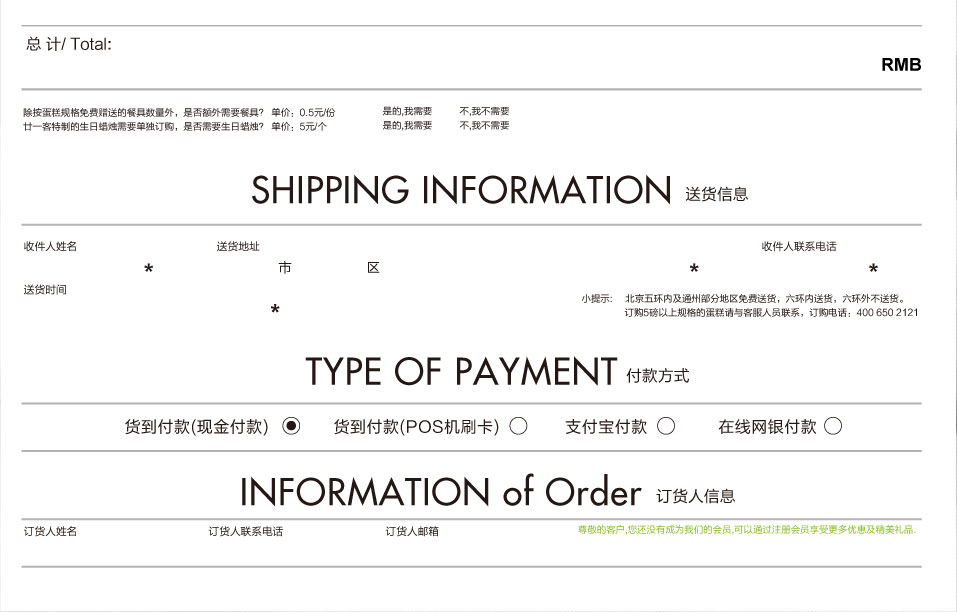 总 计/ Total:
RMB
除按蛋糕规格免费赠送的餐具数量外，是否额外需要餐具？ 单价：0.5元/份 是的,我需要 不,我不需要
廿一客特制的生日蜡烛需要单独订购，是否需要生日蜡烛？ 单价：5元/个 是的,我需要 不,我不需要
SHIPPING INFORMATION 送货信息
收件人姓名 送货地址 收件人联系电话
* 市 区 * *
送货时间
*
小提示: 北京五环内及通州部分地区免费送货，六环内送货，六环外不送货。
订购5磅以上规格的蛋糕请与客服人员联系，订购电话：400 650 2121
TYPE OF PAYMENT 付款方式
货到付款(现金付款) 货到付款(POS机刷卡) 支付宝付款 在线网银付款
INFORMATION of Order 订货人信息
订货人姓名 订货人联系电话 订货人邮箱 尊敬的客户,您还没有成为我们的会员,可以通过注册会员享受更多优惠及精美礼品.